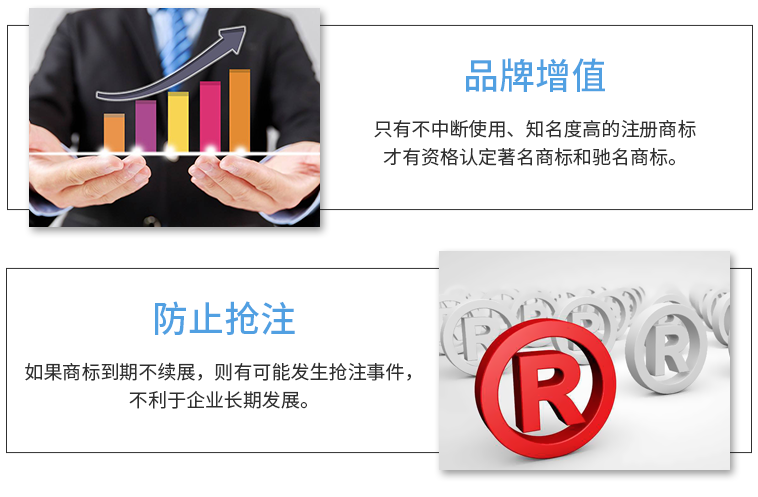 品牌增值
只有不中断使用、知名度高的注册商标
才有资格认定著名商标和驰名商标。
防止抢注
如果商标到期不续展，则有可能发生抢注事件，
不利于企业长期发展。
R
R
R
R
R